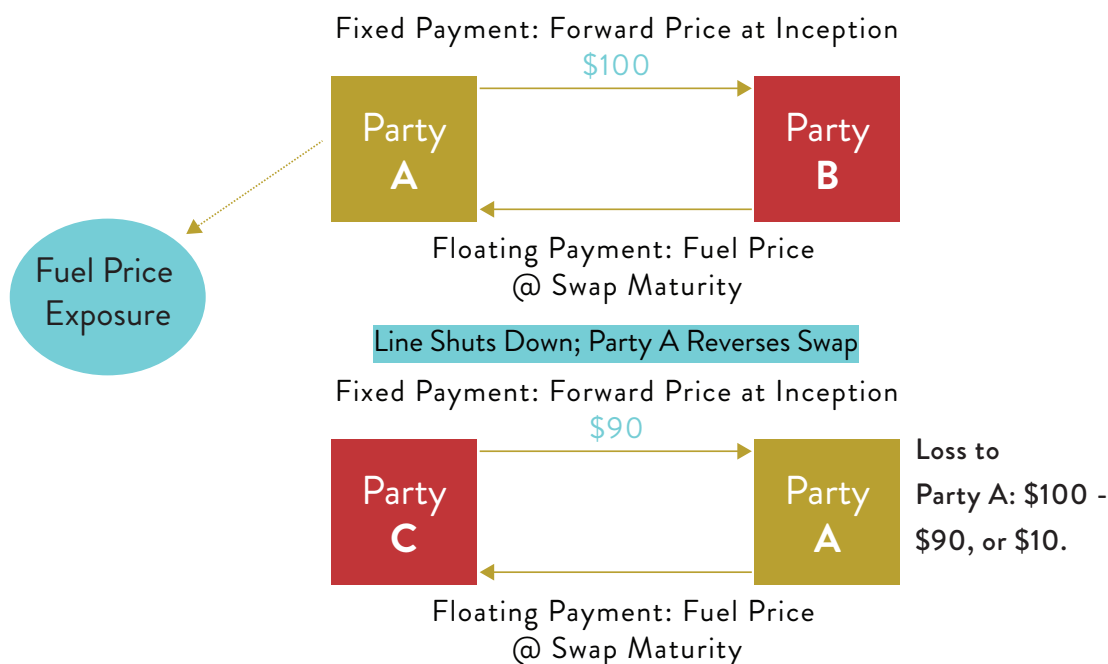 Fixed Payment: Forward Price at Inception
$100
Party
A
Party
B
Floating Payment: Fuel Price
@ Swap Maturity
Fuel Price
Exposure
Line Shuts Down; Party A Reverses Swap
Fixed Payment: Forward Price at Inception
$90
Party
C
Party
A
Loss to
Party A: $100 -
$90, or $10.
Floating Payment: Fuel Price
@ Swap Maturity